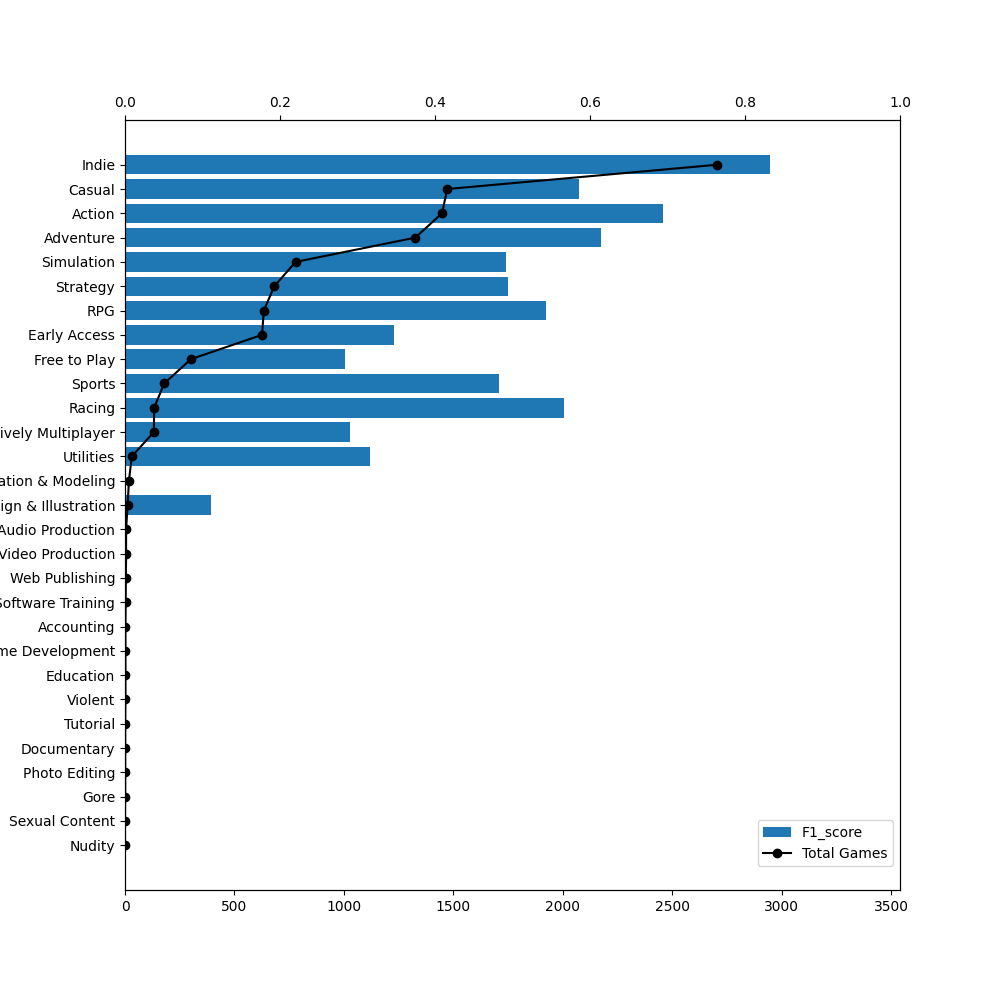 0.0 0.2 0.4 0.6 0.8 1.0
Indie
Casual
Action
Adventure
Simulation
Strategy
RPG
Early Access
Free to Play
Sports
Racing
ively Multiplayer
Utilities
ation & Modeling
ign & Illustration
Audio Production
Video Production
Web Publishing
Software Training
Accounting
me Development
Education
Violent
Tutorial
Documentary
Photo Editing
Gore
Sexual Content
Nudity
F1_score
Total Games
0 500 1000 1500 2000 2500 3000 3500